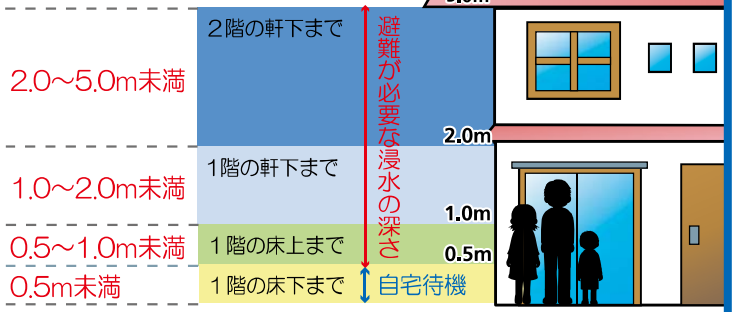 5.0m
2階の軒下まで
2.0〜5.0m未満
避難が必要な浸水の深さ
2.0m
1階の軒下まで
1.0〜2.0m未満
1.0m
0.5〜1.0m未満
1階の床上まで
0.5m
0.5m未満
1階の床下まで
自宅待機